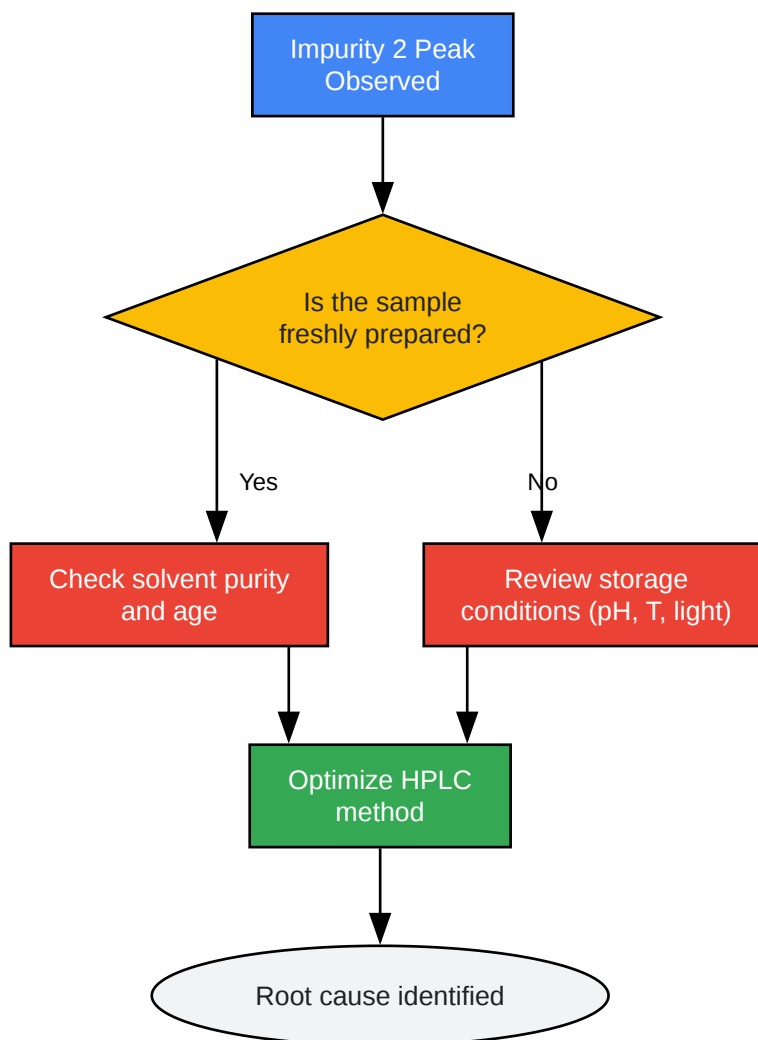 Impurity 2 Peak
Observed
Is the sample
freshly prepared?
Yes
No
Check solvent purity
and age
Review storage
conditions (pH, T, light)
Optimize HPLC
method
Root cause identified